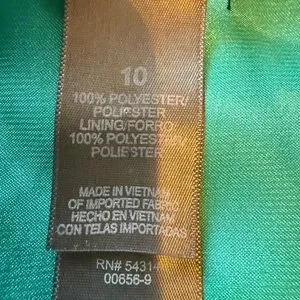 10
100% POLYESTER/
POLIESTER
LINING/FORRO
100% POLYESTER
POLIESTER
MADE IN VIETNAM
OF IMPORTED FABRIC
HECHO EN VIETNAM
CON TELAS IMPORTADAS
RN# 54314
00656-9